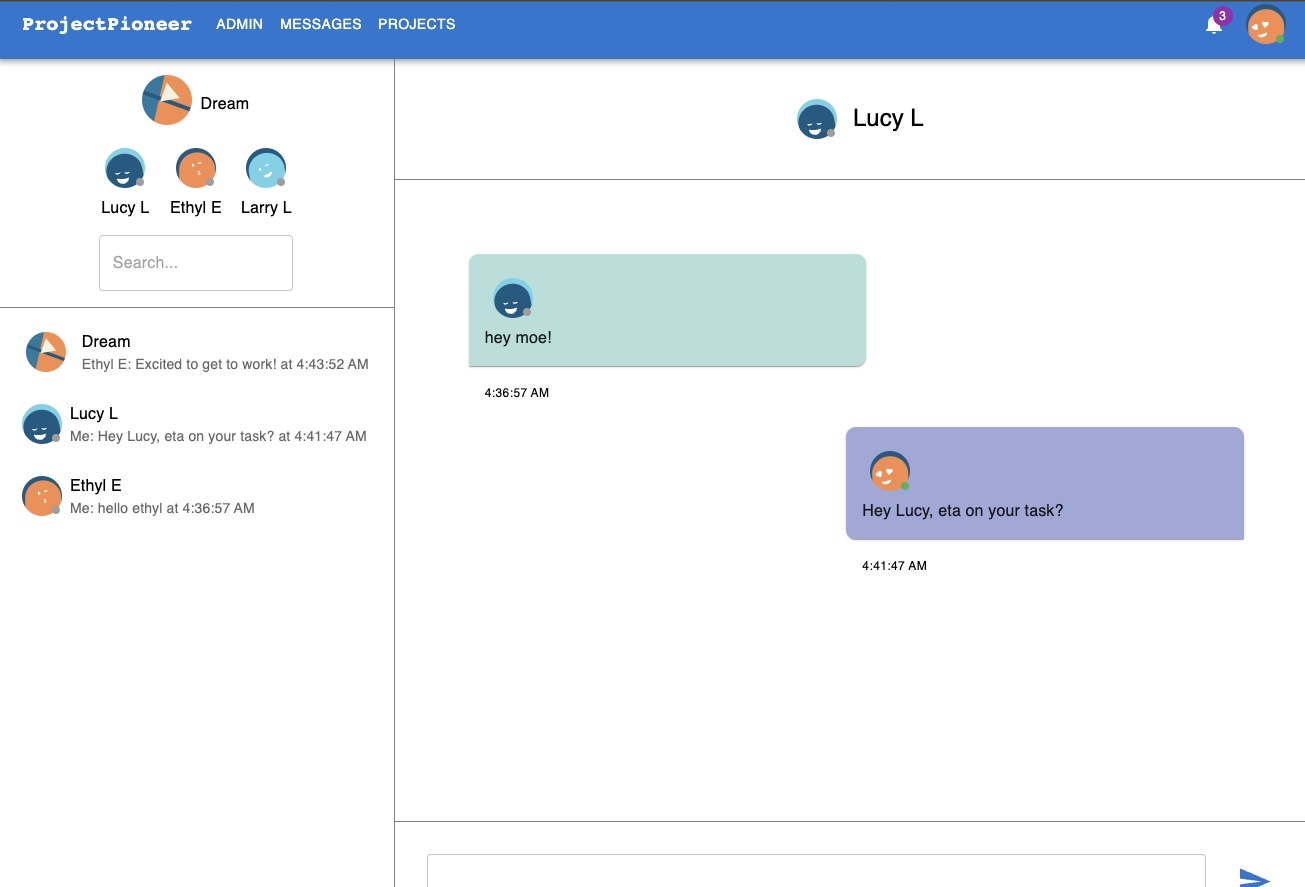 ProjectPioneer ADMIN MESSAGES PROJECTS 3
Dream
Lucy L Ethyl E Larry L
Search...
Dream
Ethyl E: Excited to get to work! at 4:43:52 AM
Lucy L
Me: Hey Lucy, eta on your task? at 4:41:47 AM
Ethyl E
Me: hello ethyl at 4:36:57 AM
Lucy L
hey moe!
4:36:57 AM
Hey Lucy, eta on your task?
4:41:47 AM